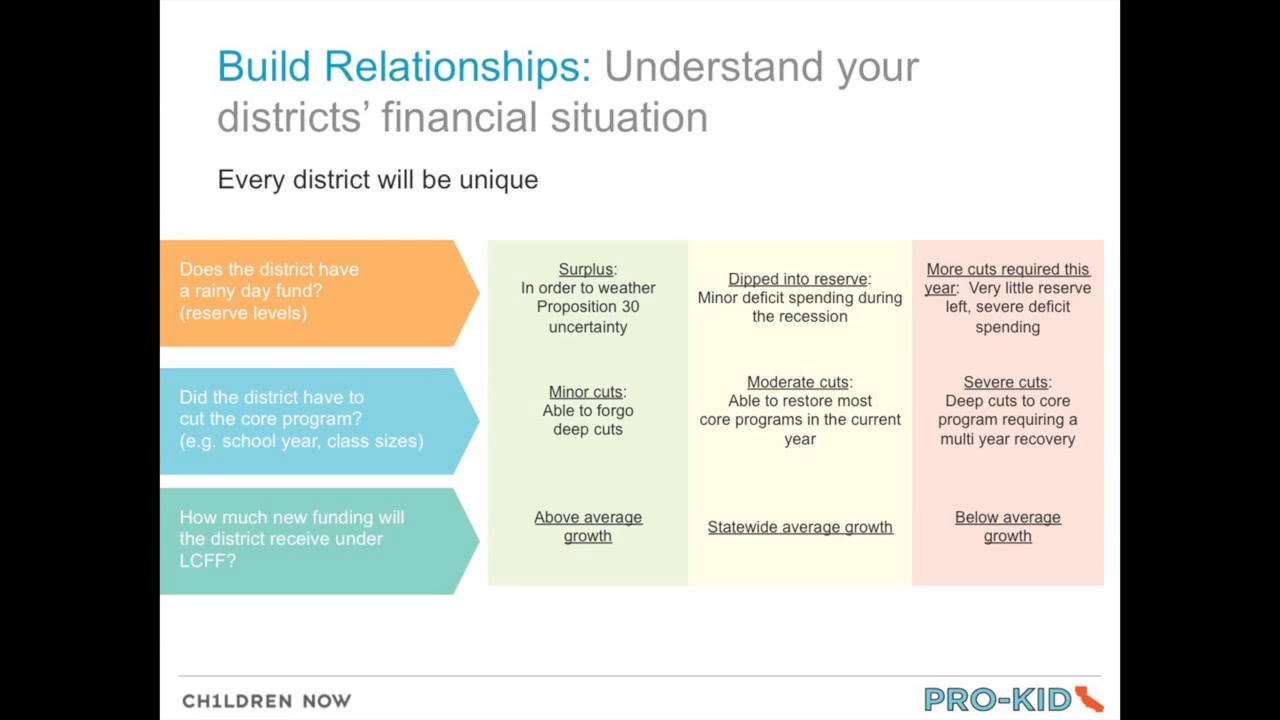 Build Relationships: Understand your
districts’ financial situation
Every district will be unique
Does the district have
a rainy day fund?
(reserve levels)
Surplus:
In order to weather
Proposition 30
uncertainty
Dipped into reserve:
Minor deficit spending during
the recession
More cuts required this
year: Very little reserve
left, severe deficit
spending
Did the district have to
cut the core program?
(e.g. school year, class sizes)
Minor cuts:
Able to forgo
deep cuts
Moderate cuts:
Able to restore most
core programs in the current
year
Severe cuts:
Deep cuts to core
program requiring a
multi year recovery
How much new funding will
the district receive under
LCFF?
Above average
growth
Statewide average growth
Below average
growth
CH1LDREN NOW
PRO-KID